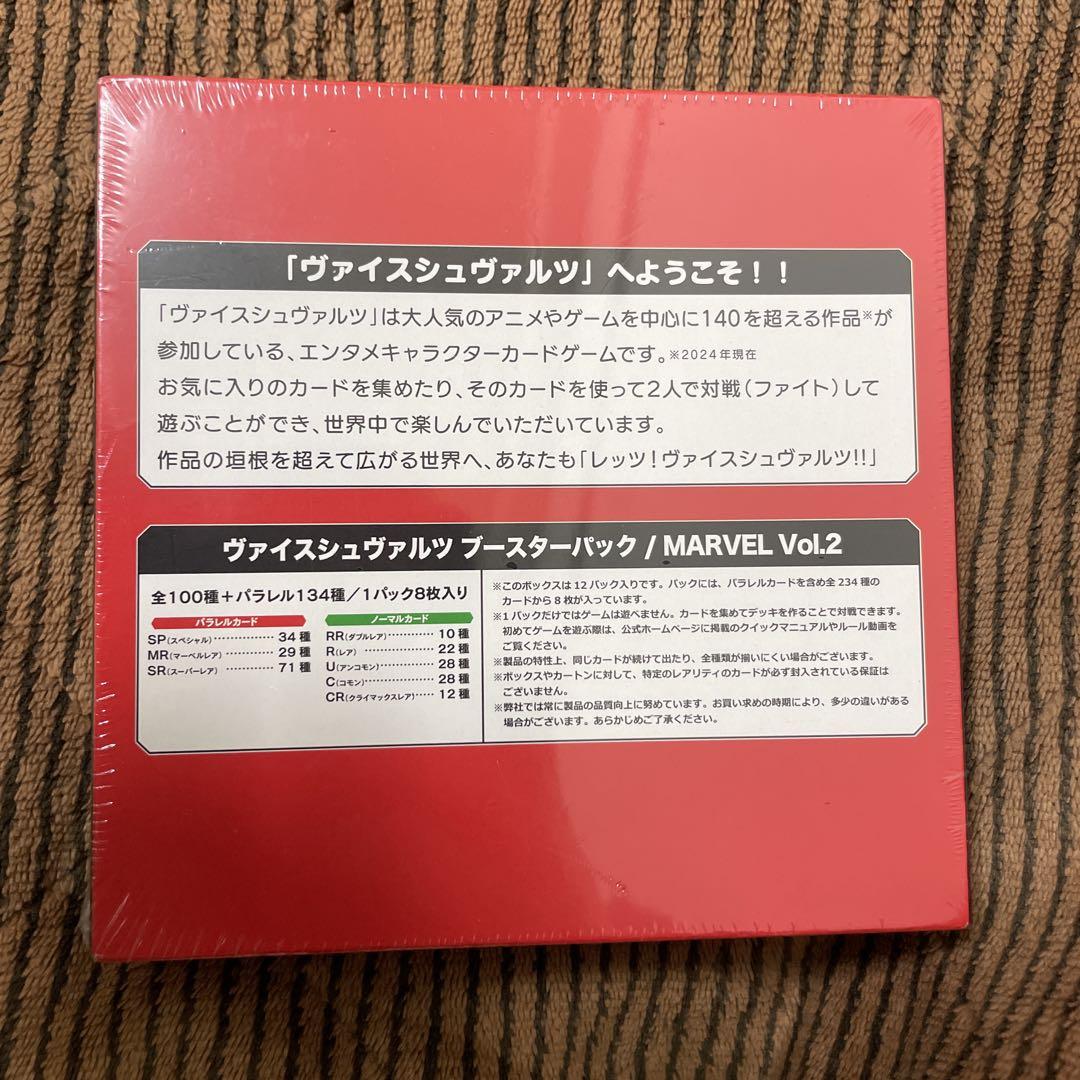 「ヴァイスシュヴァルツ」へようこそ！！
「ヴァイスシュヴァルツ」は大人気のアニメやゲームを中心に140を超える作品※が
参加している、エンタメキャラクターカードゲームです。※2024年現在
お気に入りのカードを集めたり、そのカードを使って2人で対戦（ファイト）して
遊ぶことができ、世界中で楽しんでいただいています。
作品の垣根を超えて広がる世界へ、あなたも「レッツ！ヴァイスシュヴァルツ!!」
ヴァイスシュヴァルツ ブースターパック / MARVEL Vol.2
全100種＋パラレル134種／1パック8枚入り
パラレルカード
SP(スペシャル)……………34種
MR(マーベルレア)…………29種
SR(スーパーレア)…………71種
ノーマルカード
RR(ダブルレア)……………10種
R(レア)……………………22種
U(アンコモン)……………28種
C(コモン)…………………28種
CR(クライマックスレア)……12種
※このボックスは12パック入りです。パックには、パラレルカードを含め全234種の
カードから8枚が入っています。
※1パックだけではゲームは遊べません。カードを集めてデッキを作ることで対戦できます。
初めてゲームを遊ぶ際は、公式ホームページに掲載のクイックマニュアルやルール動画を
ご覧ください。
※製品の特性上、同じカードが続けて出たり、全種類が揃いにくい場合がございます。
※ボックスやカートンに対して、特定のレアリティのカードが必ず封入されている保証は
ございません。
※弊社では常に製品の品質向上に努めています。お買い求めの時期により、多少の違いがある
場合がございます。あらかじめご了承ください。